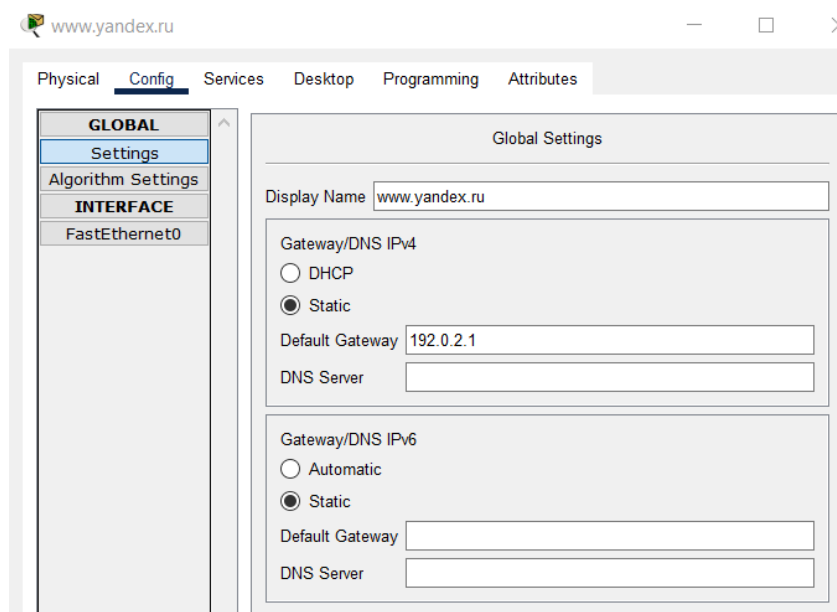 www.yandex.ru
Physical Config Services Desktop Programming Attributes
GLOBAL
Settings
Algorithm Settings
INTERFACE
FastEthernet0
Global Settings
Display Name www.yandex.ru
Gateway/DNS IPv4
DHCP
Static
Default Gateway 192.0.2.1
DNS Server
Gateway/DNS IPv6
Automatic
Static
Default Gateway
DNS Server